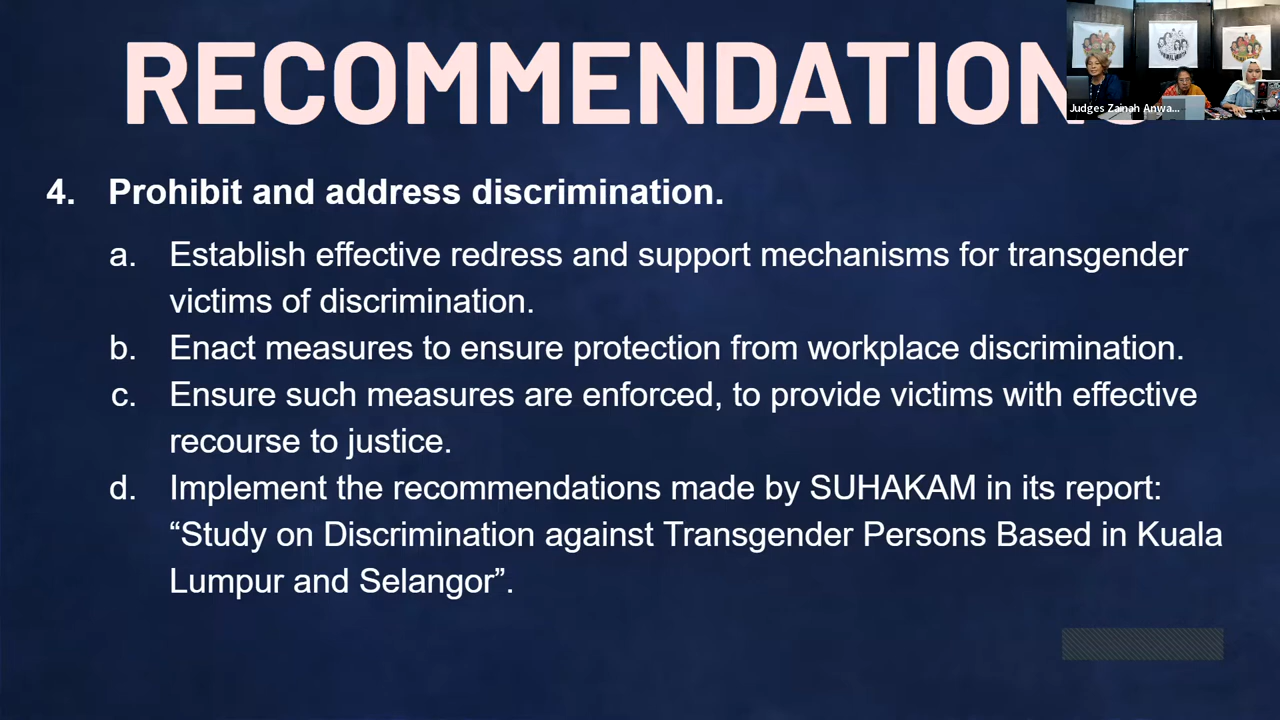 RECOMMENDATIONS
Judges Zainah Anwa...
4. Prohibit and address discrimination.
a. Establish effective redress and support mechanisms for transgender
victims of discrimination.
b. Enact measures to ensure protection from workplace discrimination.
c. Ensure such measures are enforced, to provide victims with effective
recourse to justice.
d. Implement the recommendations made by SUHAKAM in its report:
“Study on Discrimination against Transgender Persons Based in Kuala
Lumpur and Selangor”.